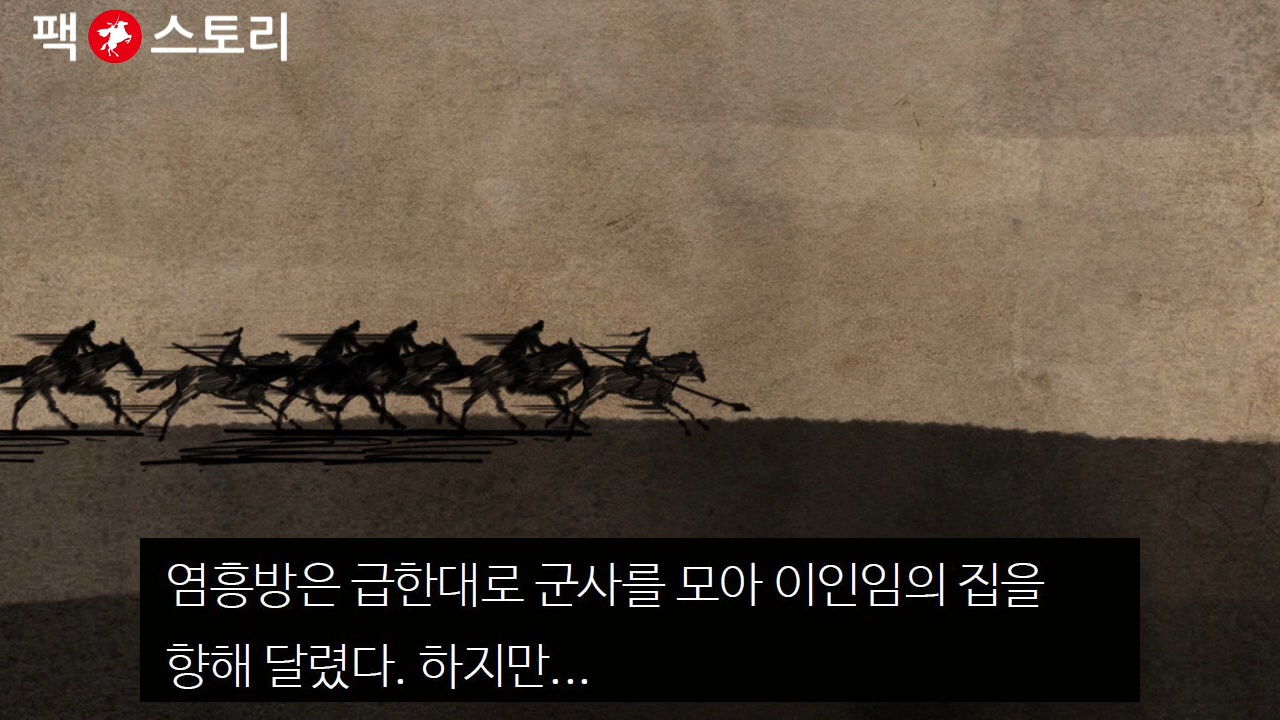 팩스토리
염흥방은 급한대로 군사를 모아 이인임의 집을
향해 달렸다. 하지만...